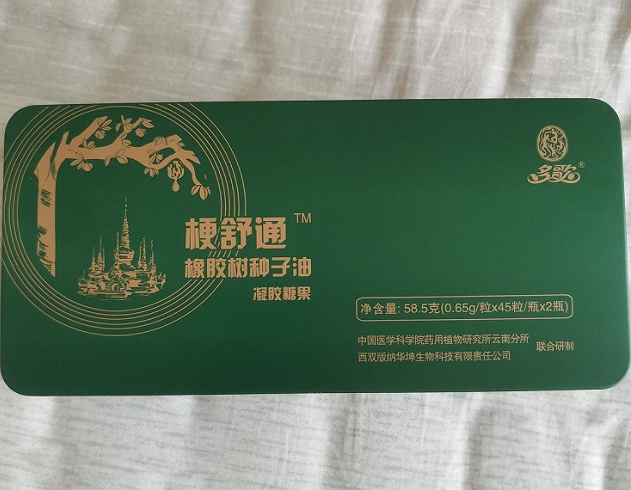 多歌®
梗舒通™
橡胶树种子油
凝胶糖果
净含量: 58.5克(0.65g/粒x45粒/瓶x2瓶)
中国医学科学院药用植物研究所云南分所
西双版纳华坤生物科技有限责任公司
联合研制